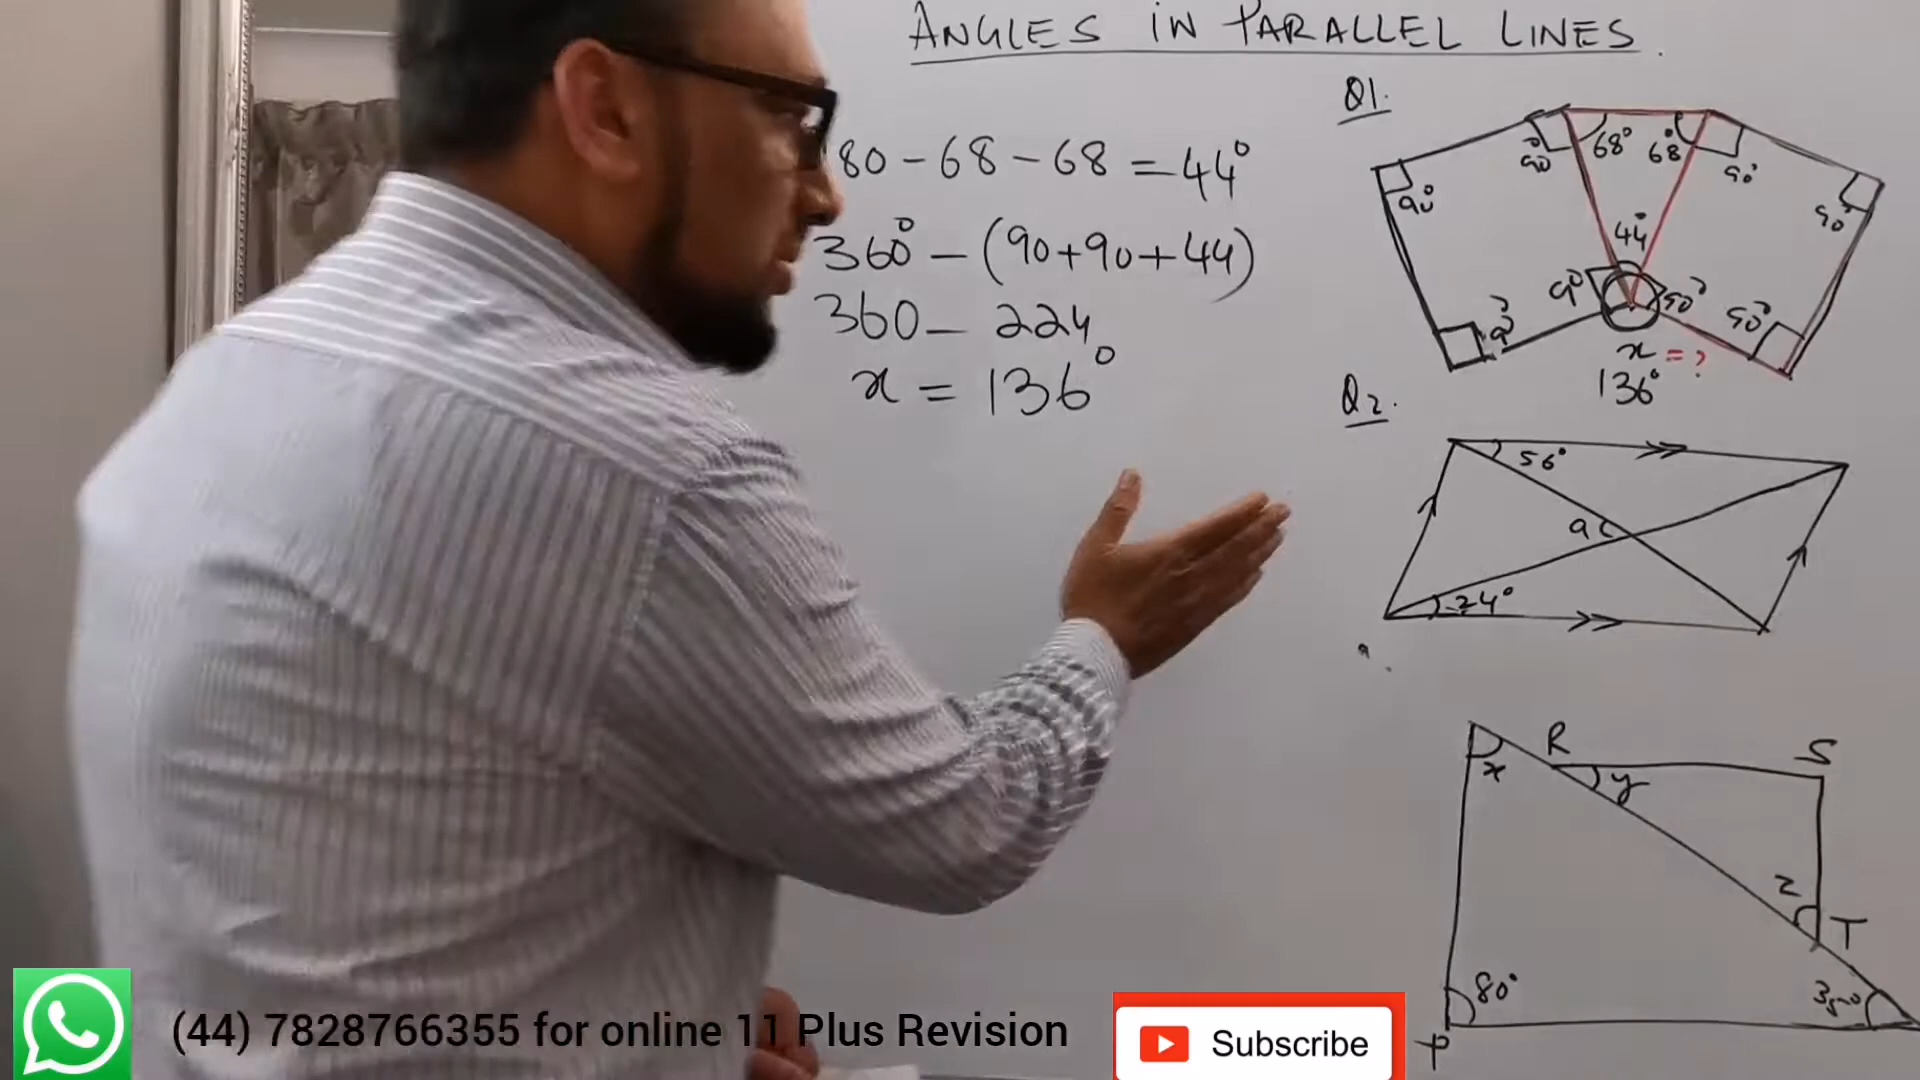 ANGLES IN PARALLEL LINES.
80 - 68 - 68 = 44°
360° - (90+90+44)
360 - 224
x = 136°
Q1.
90° 68° 68° 90°
90° 90°
44°
90° 90° 90°
x = ?
136°
Q2.
56°
a
24°
R S
x y
z
T
80° 35°
P
(44) 7828766355 for online 11 Plus Revision
Subscribe